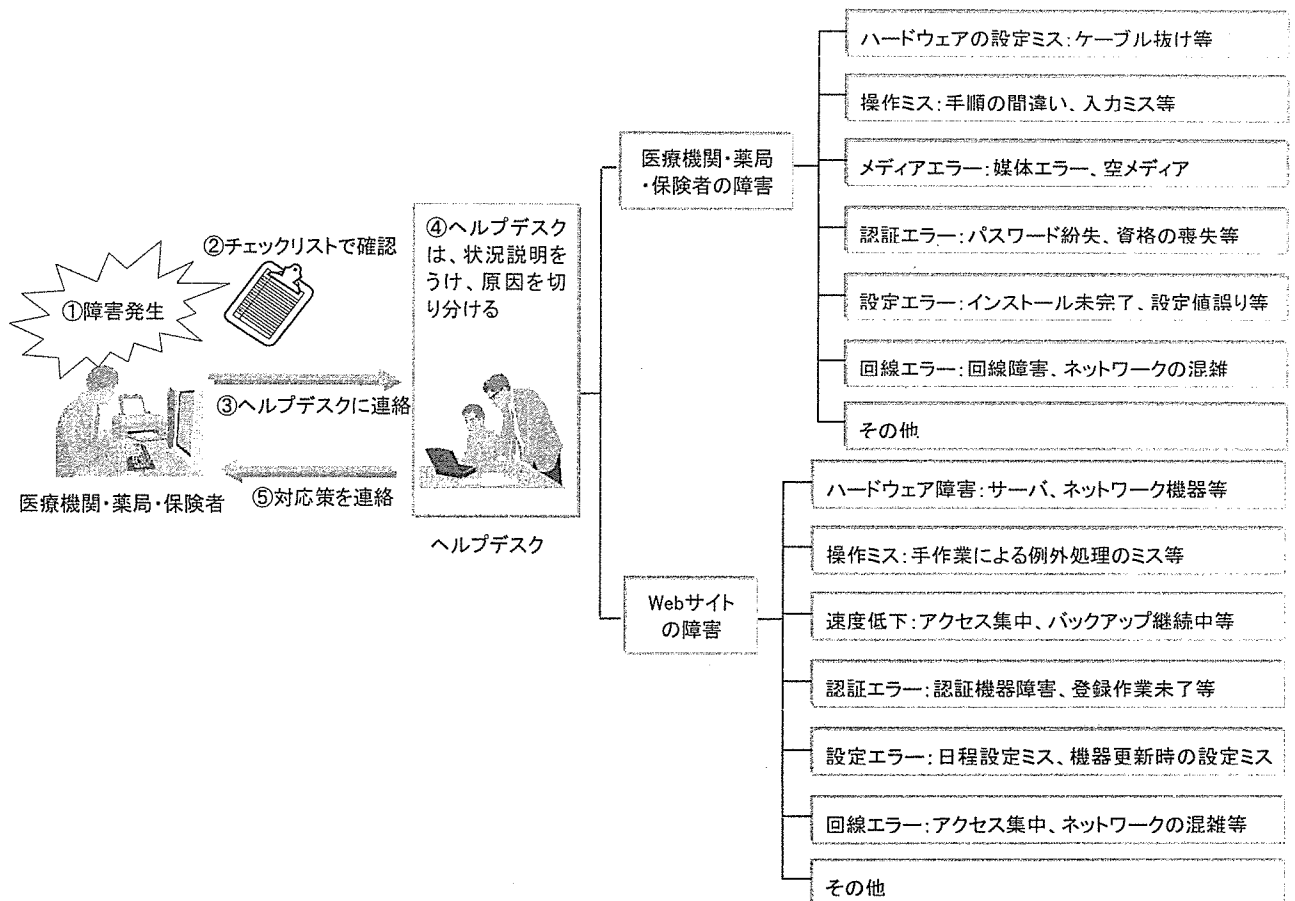 ①障害発生
②チェックリストで確認
③ヘルプデスクに連絡
⑤対応策を連絡
医療機関・薬局・保険者
④ヘルプデスク
は、状況説明を
うけ、原因を切
り分ける
ヘルプデスク
医療機関・薬局
・保険者の障害
ハードウェアの設定ミス:ケーブル抜け等
操作ミス:手順の間違い、入力ミス等
メディアエラー:媒体エラー、空メディア
認証エラー:パスワード紛失、資格の喪失等
設定エラー:インストール未完了、設定値誤り等
回線エラー:回線障害、ネットワークの混雑
その他
Webサイト
の障害
ハードウェア障害:サーバ、ネットワーク機器等
操作ミス:手作業による例外処理のミス等
速度低下:アクセス集中、バックアップ継続中等
認証エラー:認証機器障害、登録作業未了等
設定エラー:日程設定ミス、機器更新時の設定ミス
回線エラー:アクセス集中、ネットワークの混雑等
その他